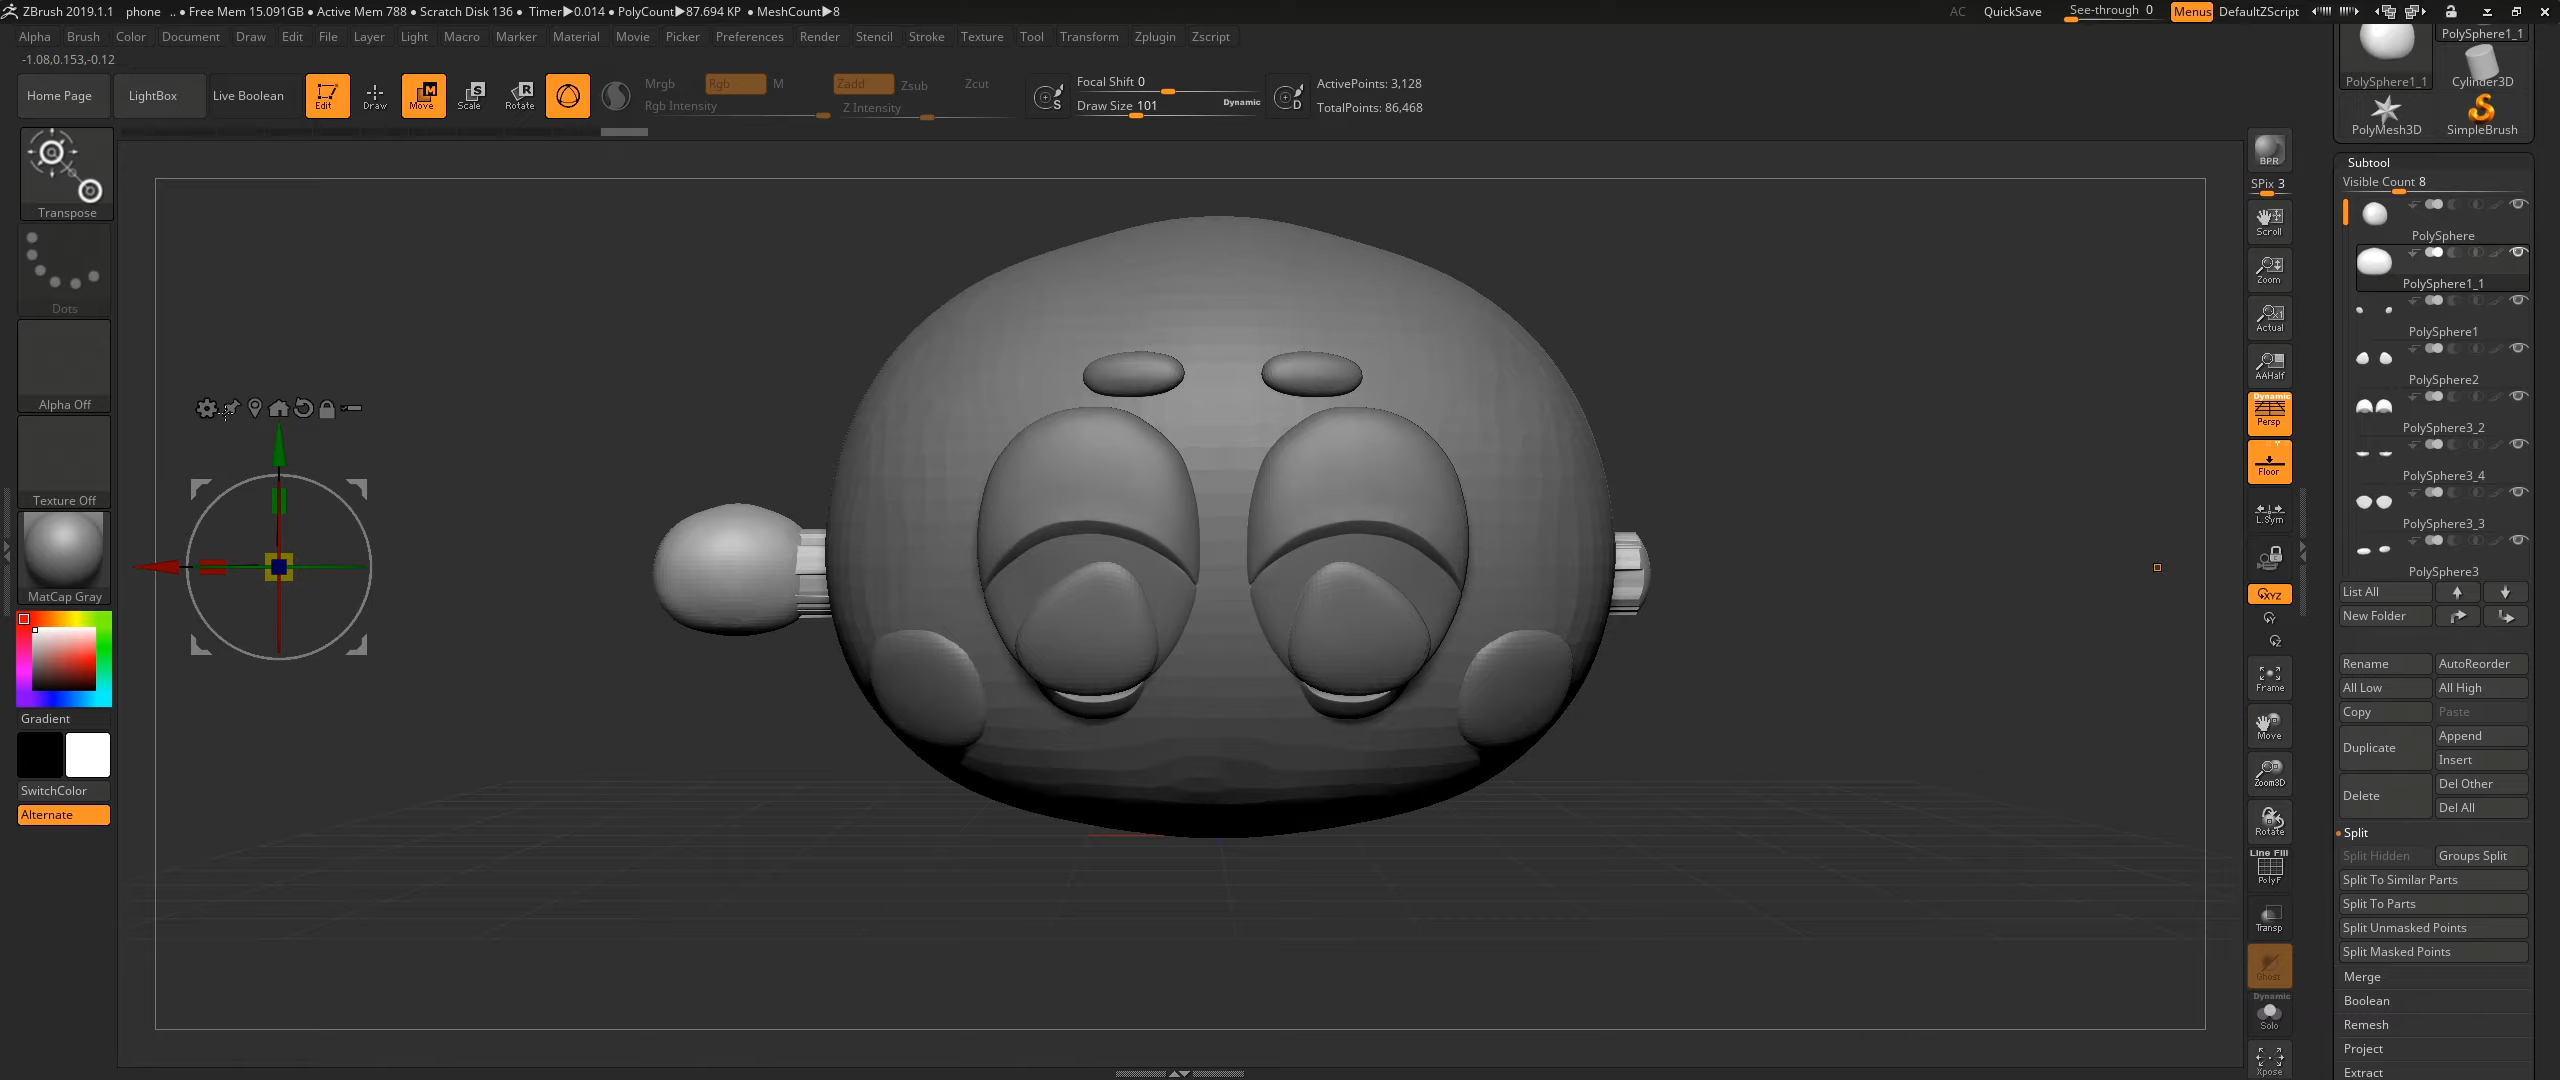 ZBrush 2019.1.1 phone .. • Free Mem 15.091GB • Active Mem 788 • Scratch Disk 136 • Timer▶0.014 • PolyCount▶87.694 KP • MeshCount▶8 AC QuickSave See-through 0 Menus DefaultZScript
Alpha Brush Color Document Draw Edit File Layer Light Macro Marker Material Movie Picker Preferences Render Stencil Stroke Texture Tool Transform Zplugin Zscript
-1.08,0.153,-0.12
Home Page LightBox Live Boolean Edit Draw Move Scale Rotate
Mrgb Rgb M Zadd Zsub Zcut
Rgb Intensity Z Intensity
Focal Shift 0
Draw Size 101 Dynamic
ActivePoints: 3,128
TotalPoints: 86,468
Transpose
Dots
Alpha Off
Texture Off
MatCap Gray
Gradient
SwitchColor
Alternate
BPR
SPix 3
Scroll
Zoom
Actual
AAHalf
Dynamic
Persp
Floor
L.Sym
XYZ
Frame
Move
Zoom3D
Rotate
Line Fill
PolyF
Transp
Ghost
Dynamic
Solo
Xpose
PolySphere1_1
PolySphere1_1
Cylinder3D
PolyMesh3D
SimpleBrush
Subtool
Visible Count 8
PolySphere
PolySphere1_1
PolySphere1
PolySphere2
PolySphere3_2
PolySphere3_4
PolySphere3_3
PolySphere3
List All
New Folder
Rename AutoReorder
All Low All High
Copy Paste
Duplicate Append
Insert
Delete Del Other
Del All
Split
Split Hidden Groups Split
Split To Similar Parts
Split To Parts
Split Unmasked Points
Split Masked Points
Merge
Boolean
Remesh
Project
Extract